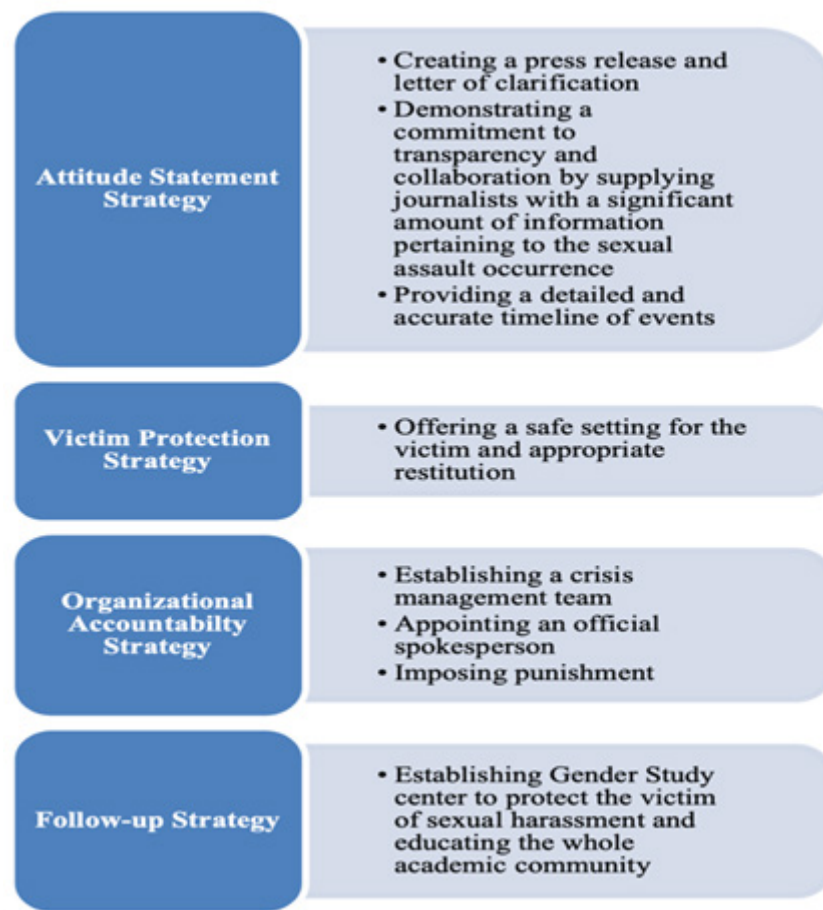 Attitude Statement
Strategy
• Creating a press release and
letter of clarification
• Demonstrating a
commitment to
transparency and
collaboration by supplying
journalists with a significant
amount of information
pertaining to the sexual
assault occurrence
• Providing a detailed and
accurate timeline of events
Victim Protection
Strategy
• Offering a safe setting for the
victim and appropriate
restitution
Organizational
Accountabilty
Strategy
• Establishing a crisis
management team
• Appointing an official
spokesperson
• Imposing punishment
Follow-up Strategy
• Establishing Gender Study
center to protect the victim
of sexual harassment and
educating the whole
academic community